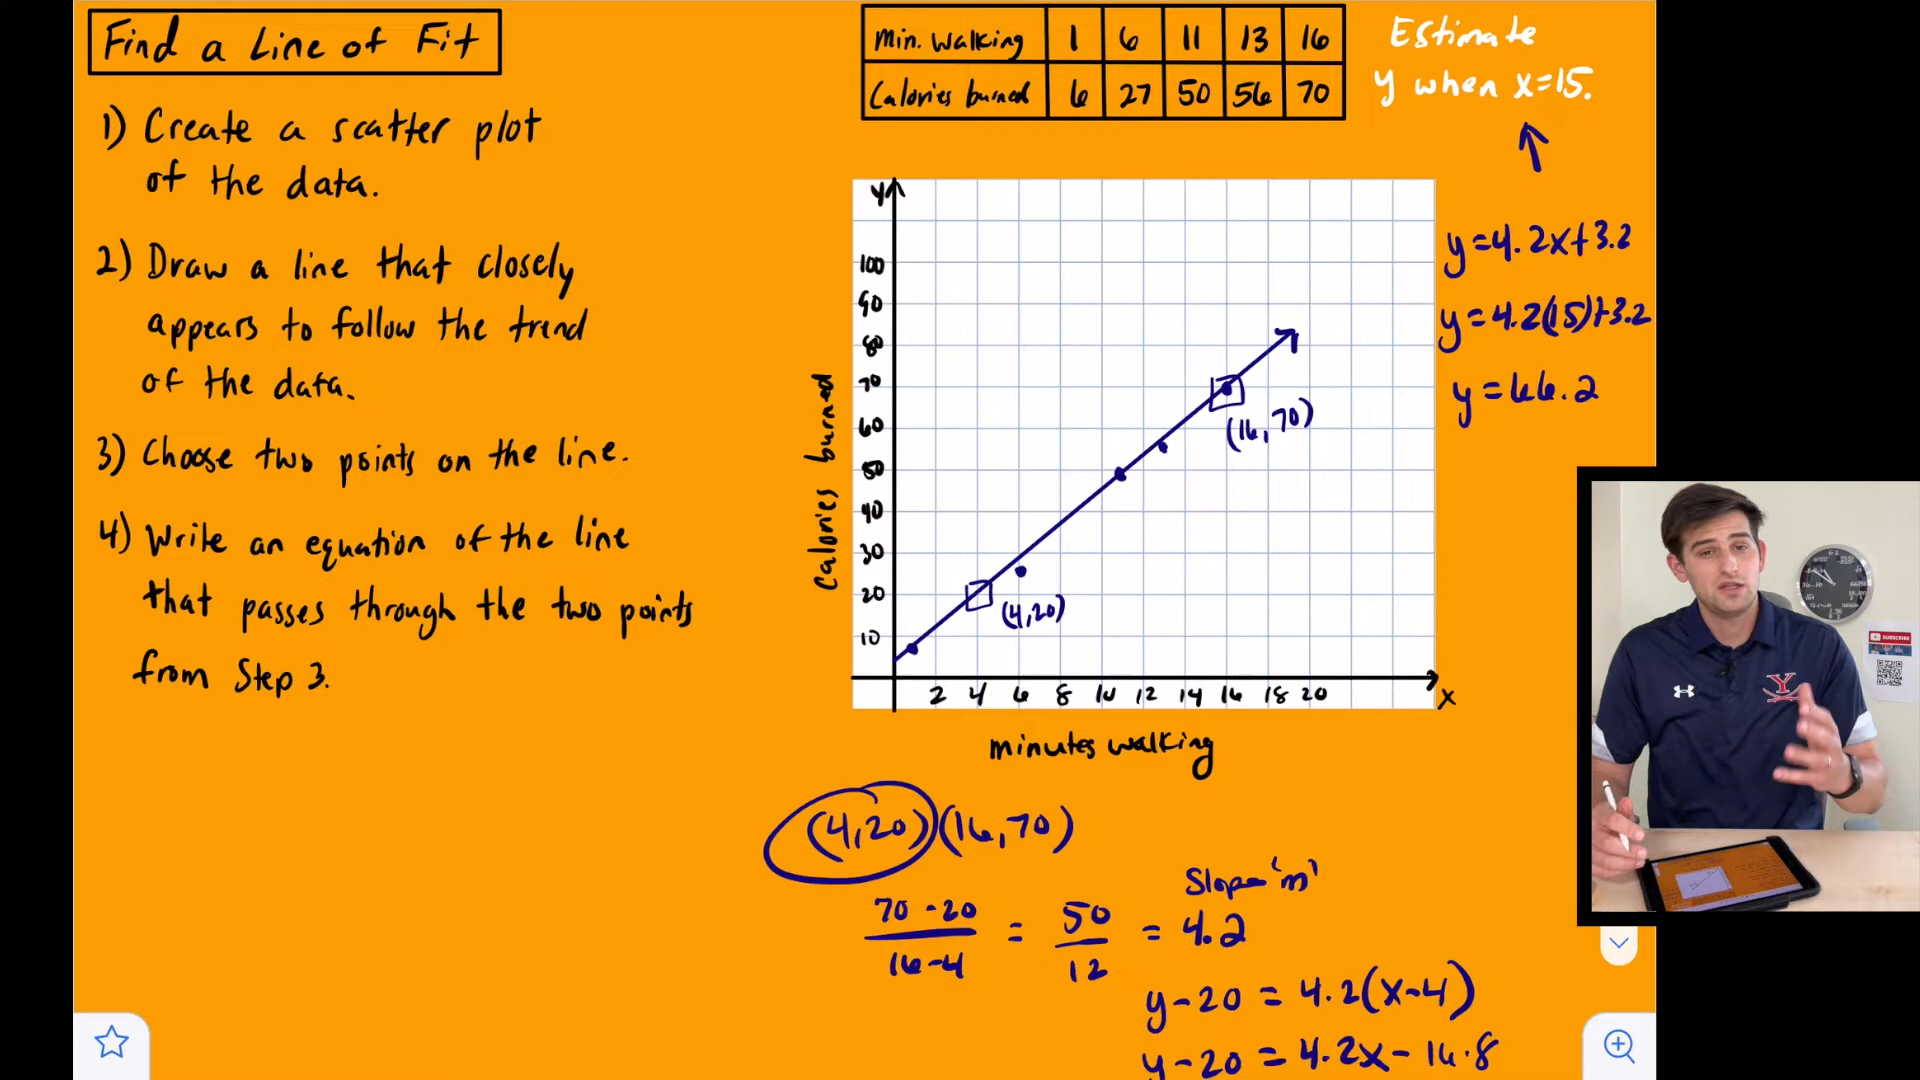 Find a Line of Fit
1) Create a scatter plot
of the data.
2) Draw a line that closely
appears to follow the trend
of the data.
3) Choose two points on the line.
4) Write an equation of the line
that passes through the two points
from Step 3.
Min. Walking 1 6 11 13 16
Calories burned 6 27 50 56 70
Estimate
y when x=15.
y=4.2x+3.2
y=4.2(15)+3.2
y=66.2
y
100
90
80
70
60
50
40
30
20
10
calories burned
(16,70)
(4,20)
2 4 6 8 10 12 14 16 18 20
x
minutes walking
(4,20) (16,70)
Slope 'm'
70-20 / 16-4 = 50 / 12 = 4.2
y-20 = 4.2(x-4)
y-20 = 4.2x-16.8
Y
SUBSCRIBE